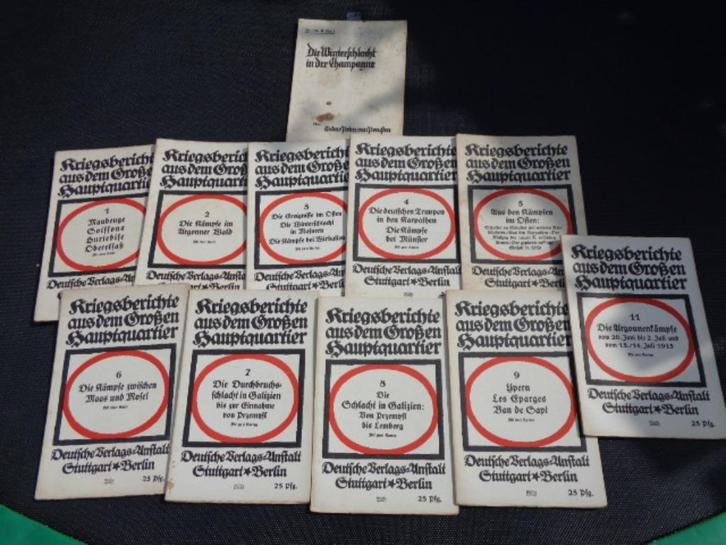 Die Winterschlacht
in der Champagne
Kriegsberichte
aus dem Großen
Hauptquartier
1
Maubeuge
Soissons
Hurtebise
Oberelsaß
Deutsche Verlags-Anstalt
Stuttgart Berlin
Kriegsberichte
aus dem Großen
Hauptquartier
2
Die Kämpfe im
Argonner Wald
Kriegsberichte
aus dem Großen
Hauptquartier
3
Die Ereignisse im Osten
Die Winterschlacht
in Masuren
Die Kämpfe bei Wirballen
Kriegsberichte
aus dem Großen
Hauptquartier
4
Die deutschen Truppen
in den Karpathen
Die Kämpfe
bei Münster
Deutsche Verlags-Anstalt
Stuttgart Berlin
Kriegsberichte
aus dem Großen
Hauptquartier
5
Aus den Kämpfen
im Osten:
Deutsche Verlags-Anstalt
Stuttgart Berlin
Kriegsberichte
aus dem Großen
Hauptquartier
11
Die Argonnenkämpfe
vom 20. Juni bis 2. Juli und
vom 13./14. Juli 1915
Deutsche Verlags-Anstalt
Stuttgart Berlin
25 Pfg.
Kriegsberichte
aus dem Großen
Hauptquartier
6
Die Kämpfe zwischen
Maas und Mosel
Deutsche Verlags-Anstalt
Stuttgart Berlin
25 Pfg.
Kriegsberichte
aus dem Großen
Hauptquartier
7
Die Durchbruchs-
schlacht in Galizien
bis zur Einnahme
von Przemysl
Deutsche Verlags-Anstalt
Stuttgart Berlin
25 Pfg.
Kriegsberichte
aus dem Großen
Hauptquartier
8
Die
Schlacht in Galizien:
Von Przemysl
bis Lemberg
Deutsche Verlags-Anstalt
Stuttgart Berlin
25 Pfg.
Kriegsberichte
aus dem Großen
Hauptquartier
9
Ypern
Les Eparges
Ban de Sapt
Deutsche Verlags-Anstalt
Stuttgart Berlin
25 Pfg.